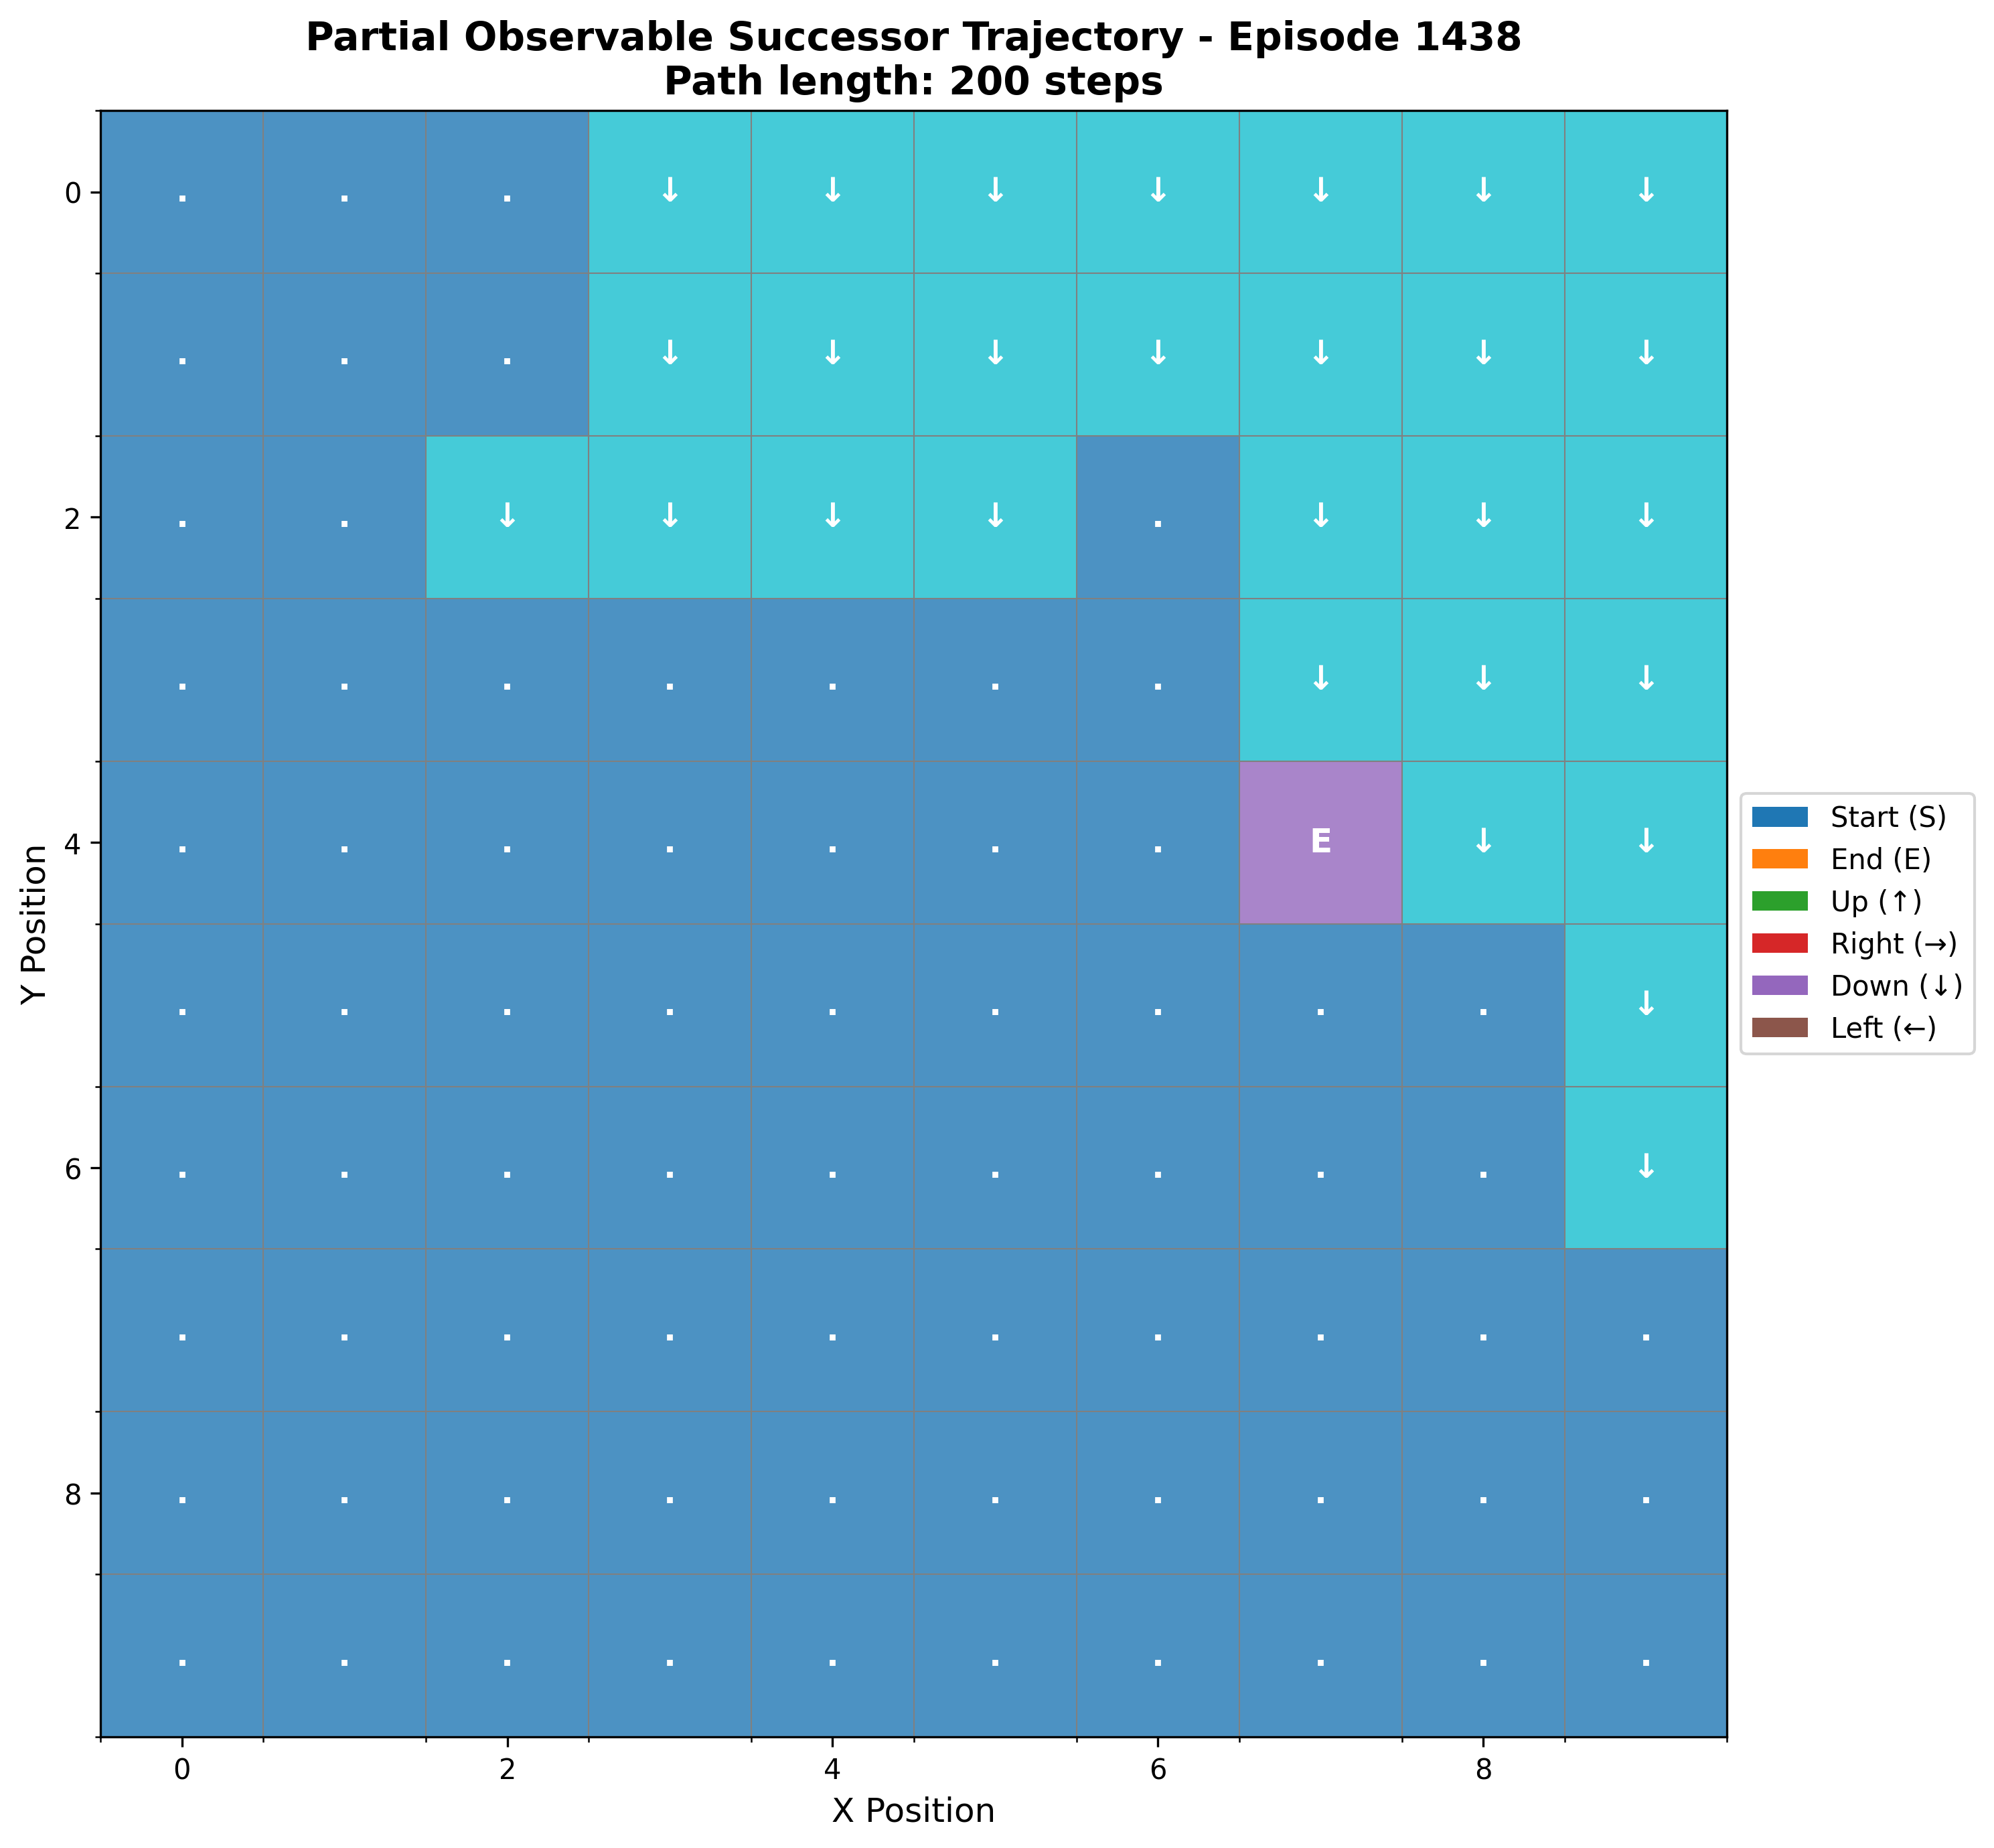 Partial Observable Successor Trajectory - Episode 1438
Path length: 200 steps
0 . . . ↓ ↓ ↓ ↓ ↓ ↓ ↓
. . . ↓ ↓ ↓ ↓ ↓ ↓ ↓
2 . . ↓ ↓ ↓ ↓ . ↓ ↓ ↓
. . . . . . . ↓ ↓ ↓
4 . . . . . . . E ↓ ↓
. . . . . . . . . ↓
6 . . . . . . . . . ↓
. . . . . . . . . .
8 . . . . . . . . . .
. . . . . . . . . .
0 2 4 6 8
X Position
Y Position
Start (S)
End (E)
Up (↑)
Right (→)
Down (↓)
Left (←)